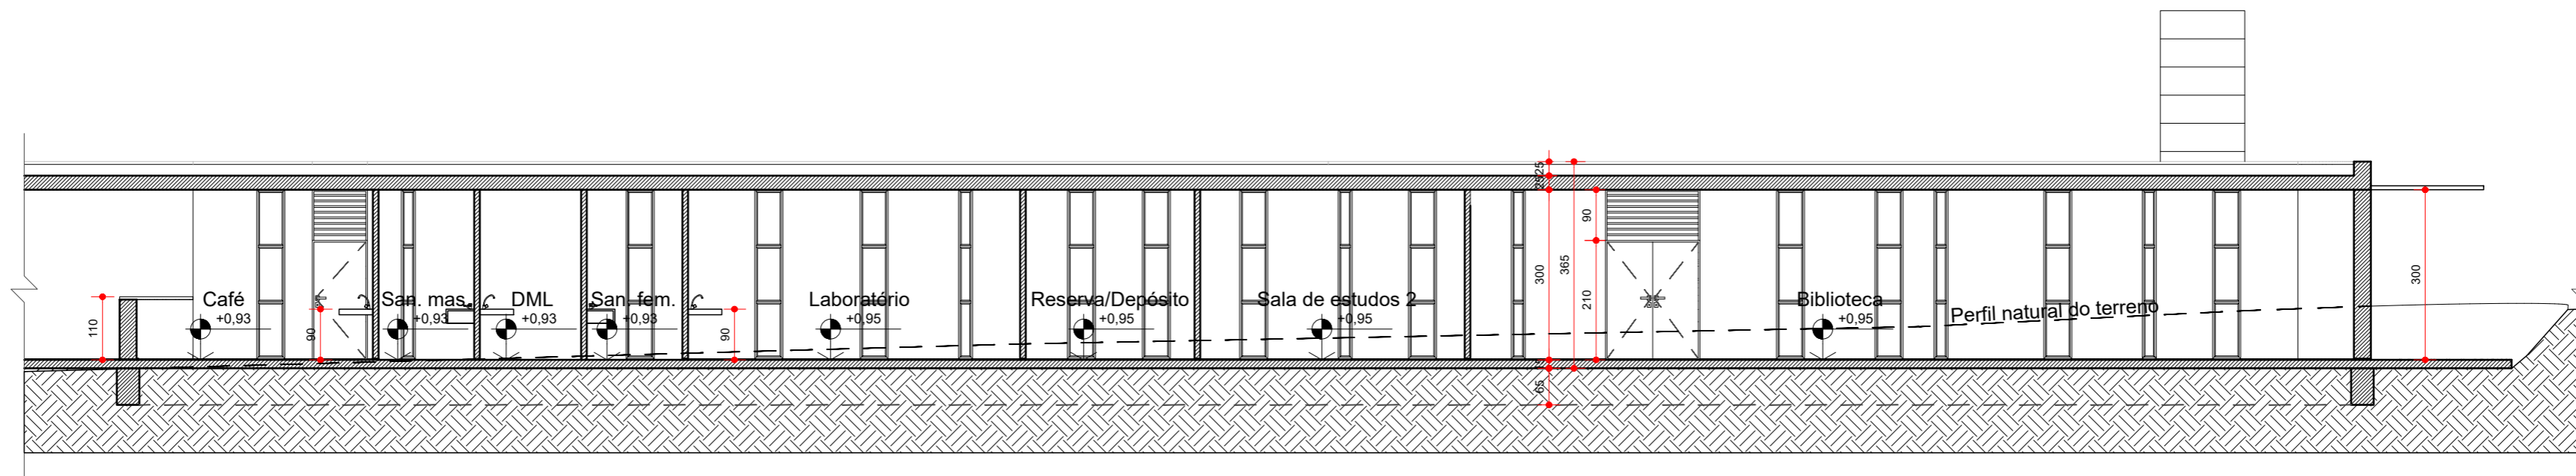 2525
300
365
90
210
15
65
300
110
Café
+0,93
90
San. mas.
+0,93
DML
+0,93
San. fem.
+0,93
90
Laboratório
+0,95
Reserva/Depósito
+0,95
Sala de estudos 2
+0,95
Biblioteca
+0,95
Perfil natural do terreno